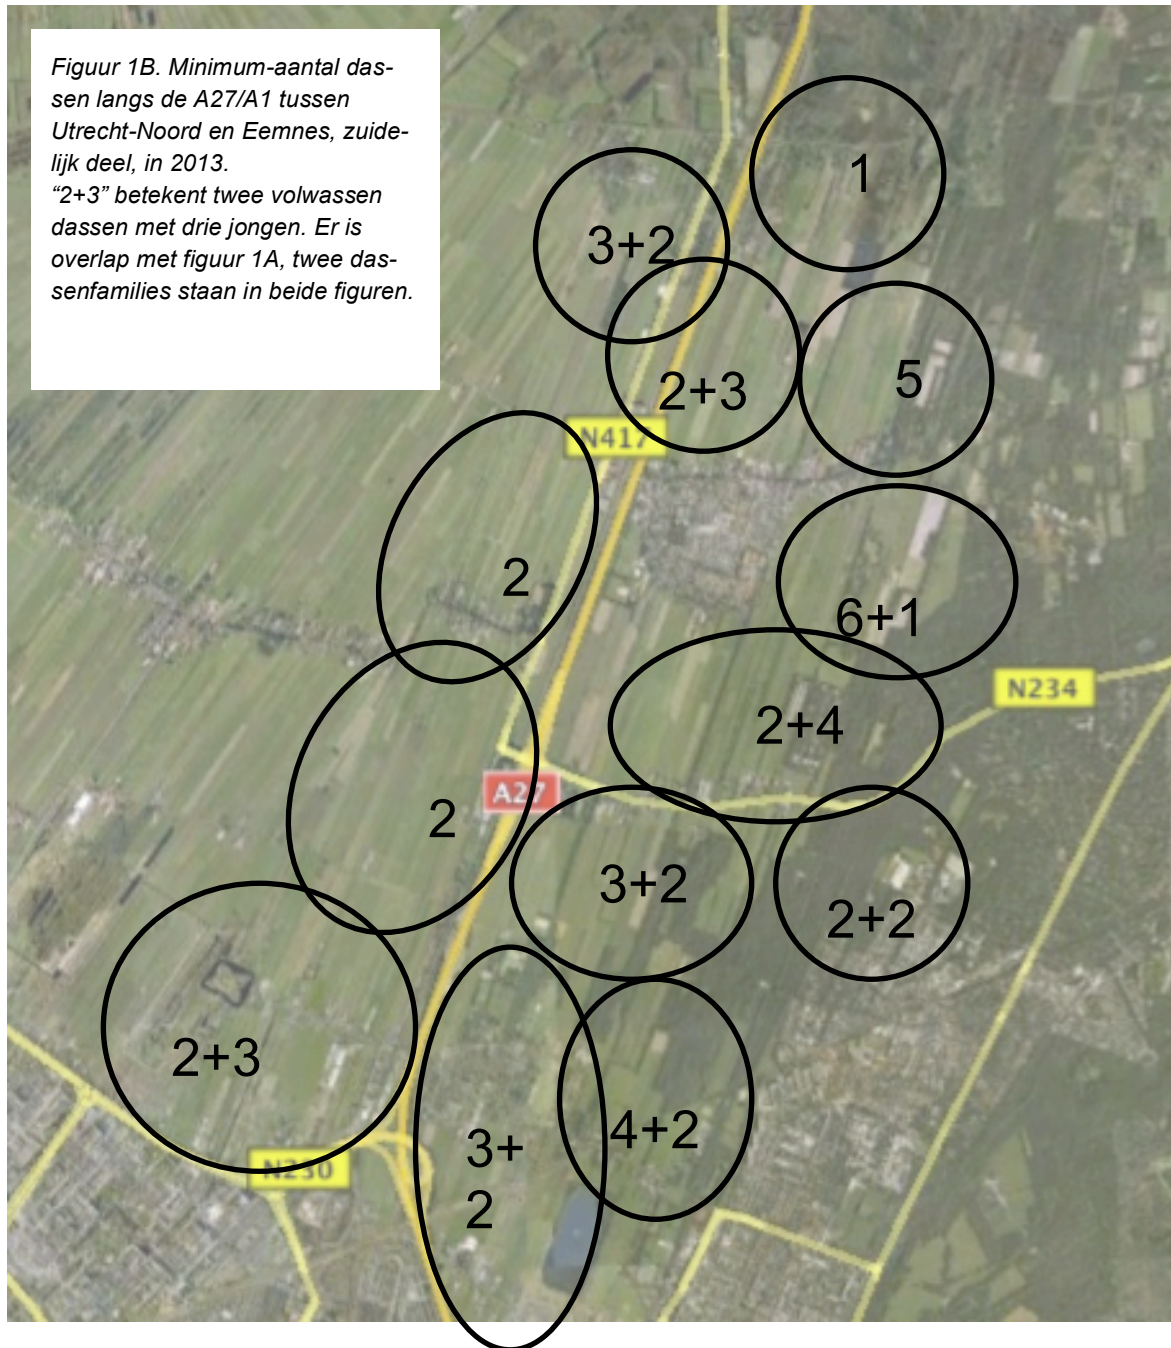 Figuur 1B. Minimum-aantal das-
sen langs de A27/A1 tussen
Utrecht-Noord en Eemnes, zuide-
lijk deel, in 2013.
“2+3” betekent twee volwassen
dassen met drie jongen. Er is
overlap met figuur 1A, twee das-
senfamilies staan in beide figuren.
1
3+2
5
2+3
N417
2
6+1
N234
2+4
A27
2
3+2
2+2
2+3
4+2
3+
2
N230